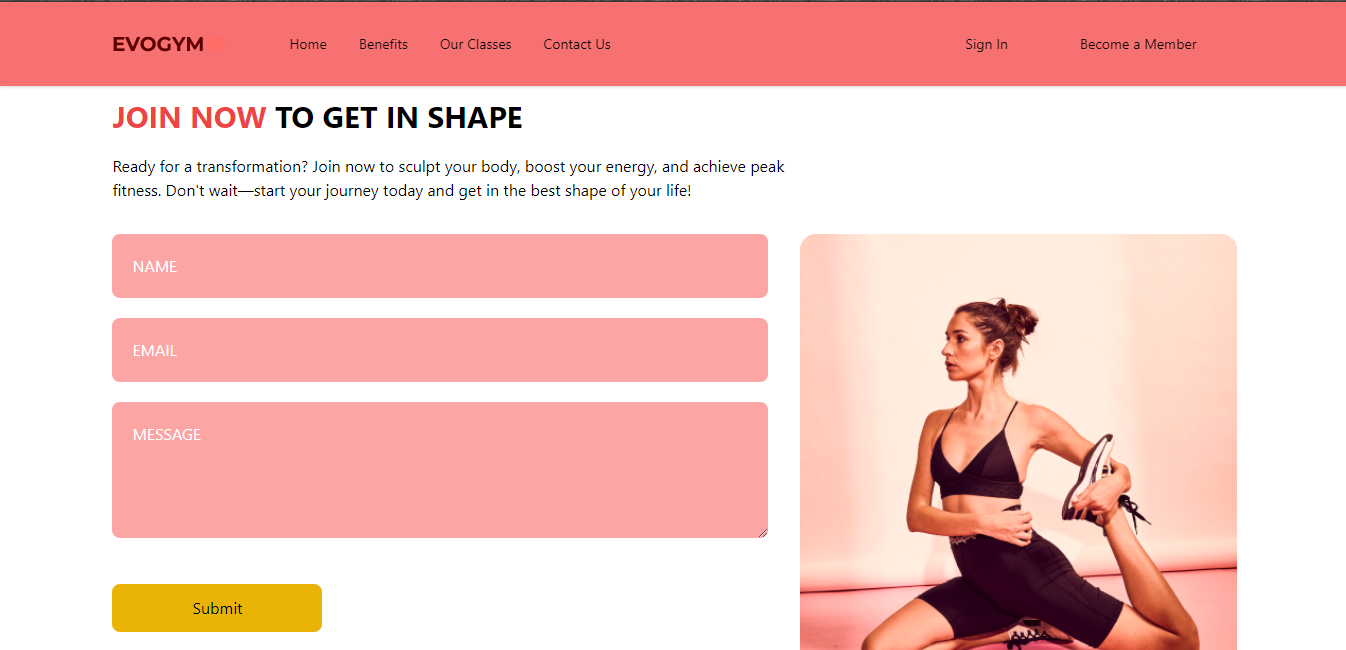 EVOGYM Home Benefits Our Classes Contact Us Sign In Become a Member
JOIN NOW TO GET IN SHAPE
Ready for a transformation? Join now to sculpt your body, boost your energy, and achieve peak
fitness. Don't wait—start your journey today and get in the best shape of your life!
NAME
EMAIL
MESSAGE
Submit